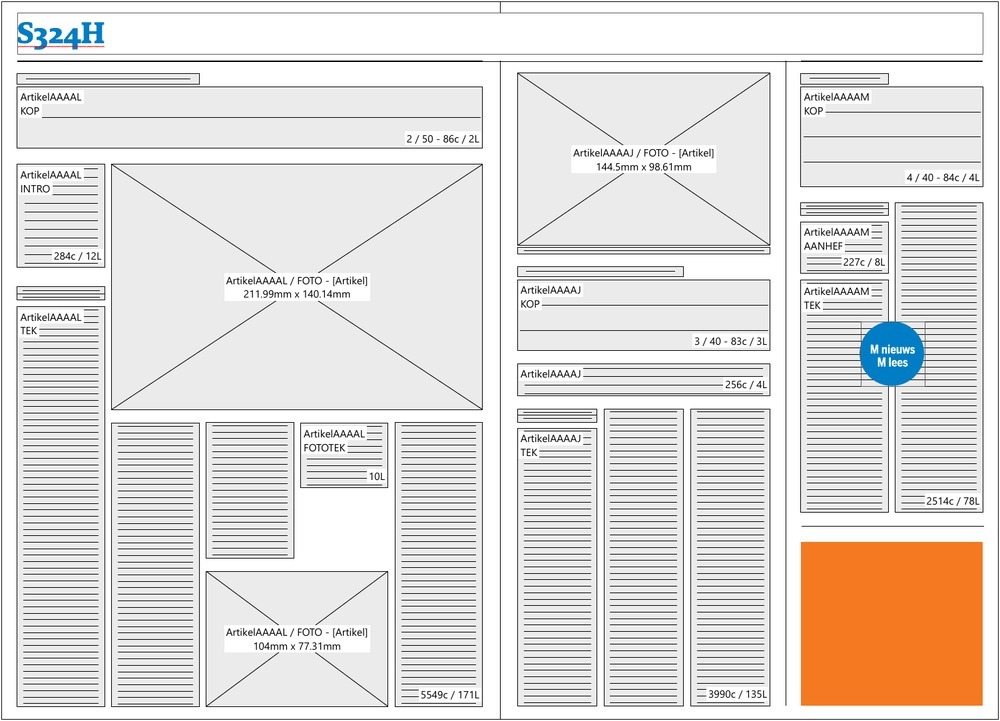 S324H
ArtikelAAAAL
KOP
2 / 50 - 86c / 2L
ArtikelAAAAL
INTRO
284c / 12L
ArtikelAAAAL / FOTO - [Artikel]
211.99mm x 140.14mm
ArtikelAAAAL
TEK
ArtikelAAAAL
FOTOTEK
10L
ArtikelAAAAL / FOTO - [Artikel]
104mm x 77.31mm
5549c / 171L
ArtikelAAAAJ / FOTO - [Artikel]
144.5mm x 98.61mm
ArtikelAAAAJ
KOP
3 / 40 - 83c / 3L
ArtikelAAAAJ
256c / 4L
ArtikelAAAAJ
TEK
3990c / 135L
ArtikelAAAAM
KOP
4 / 40 - 84c / 4L
ArtikelAAAAM
AANHEF
227c / 8L
ArtikelAAAAM
TEK
M nieuws
M lees
2514c / 78L